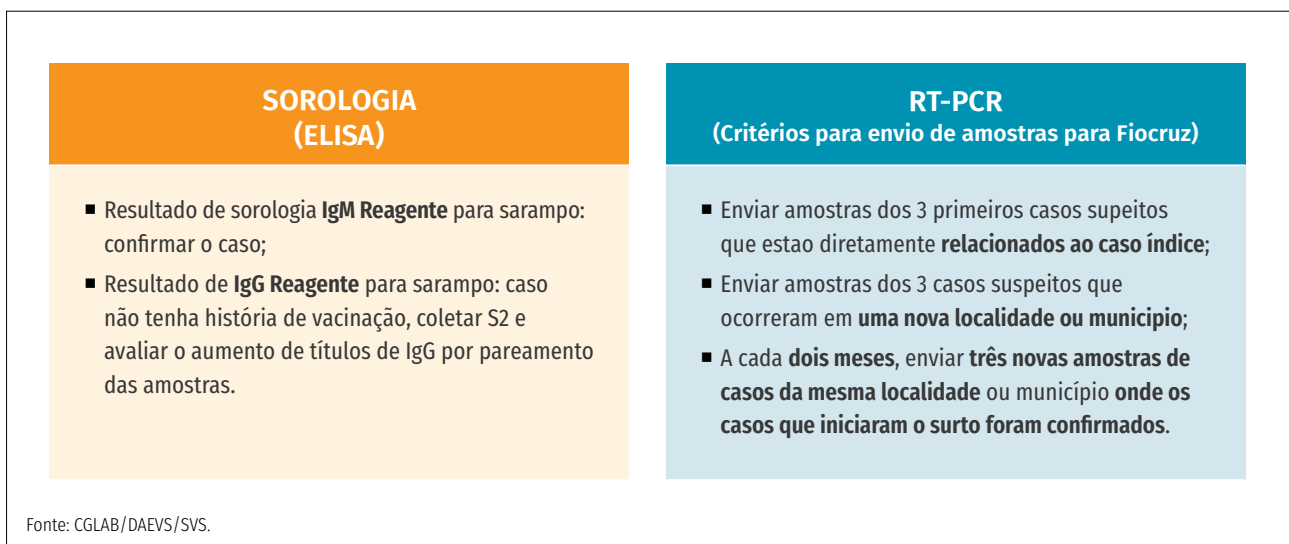 SOROLOGIA
(ELISA)
■ Resultado de sorologia IgM Reagente para sarampo:
confirmar o caso;
■ Resultado de IgG Reagente para sarampo: caso
não tenha história de vacinação, coletar S2 e
avaliar o aumento de títulos de IgG por pareamento
das amostras.
RT-PCR
(Critérios para envio de amostras para Fiocruz)
■ Enviar amostras dos 3 primeiros casos supeitos
que estao diretamente relacionados ao caso índice;
■ Enviar amostras dos 3 casos suspeitos que
ocorreram em uma nova localidade ou municipio;
■ A cada dois meses, enviar três novas amostras de
casos da mesma localidade ou município onde os
casos que iniciaram o surto foram confirmados.
Fonte: CGLAB/DAEVS/SVS.